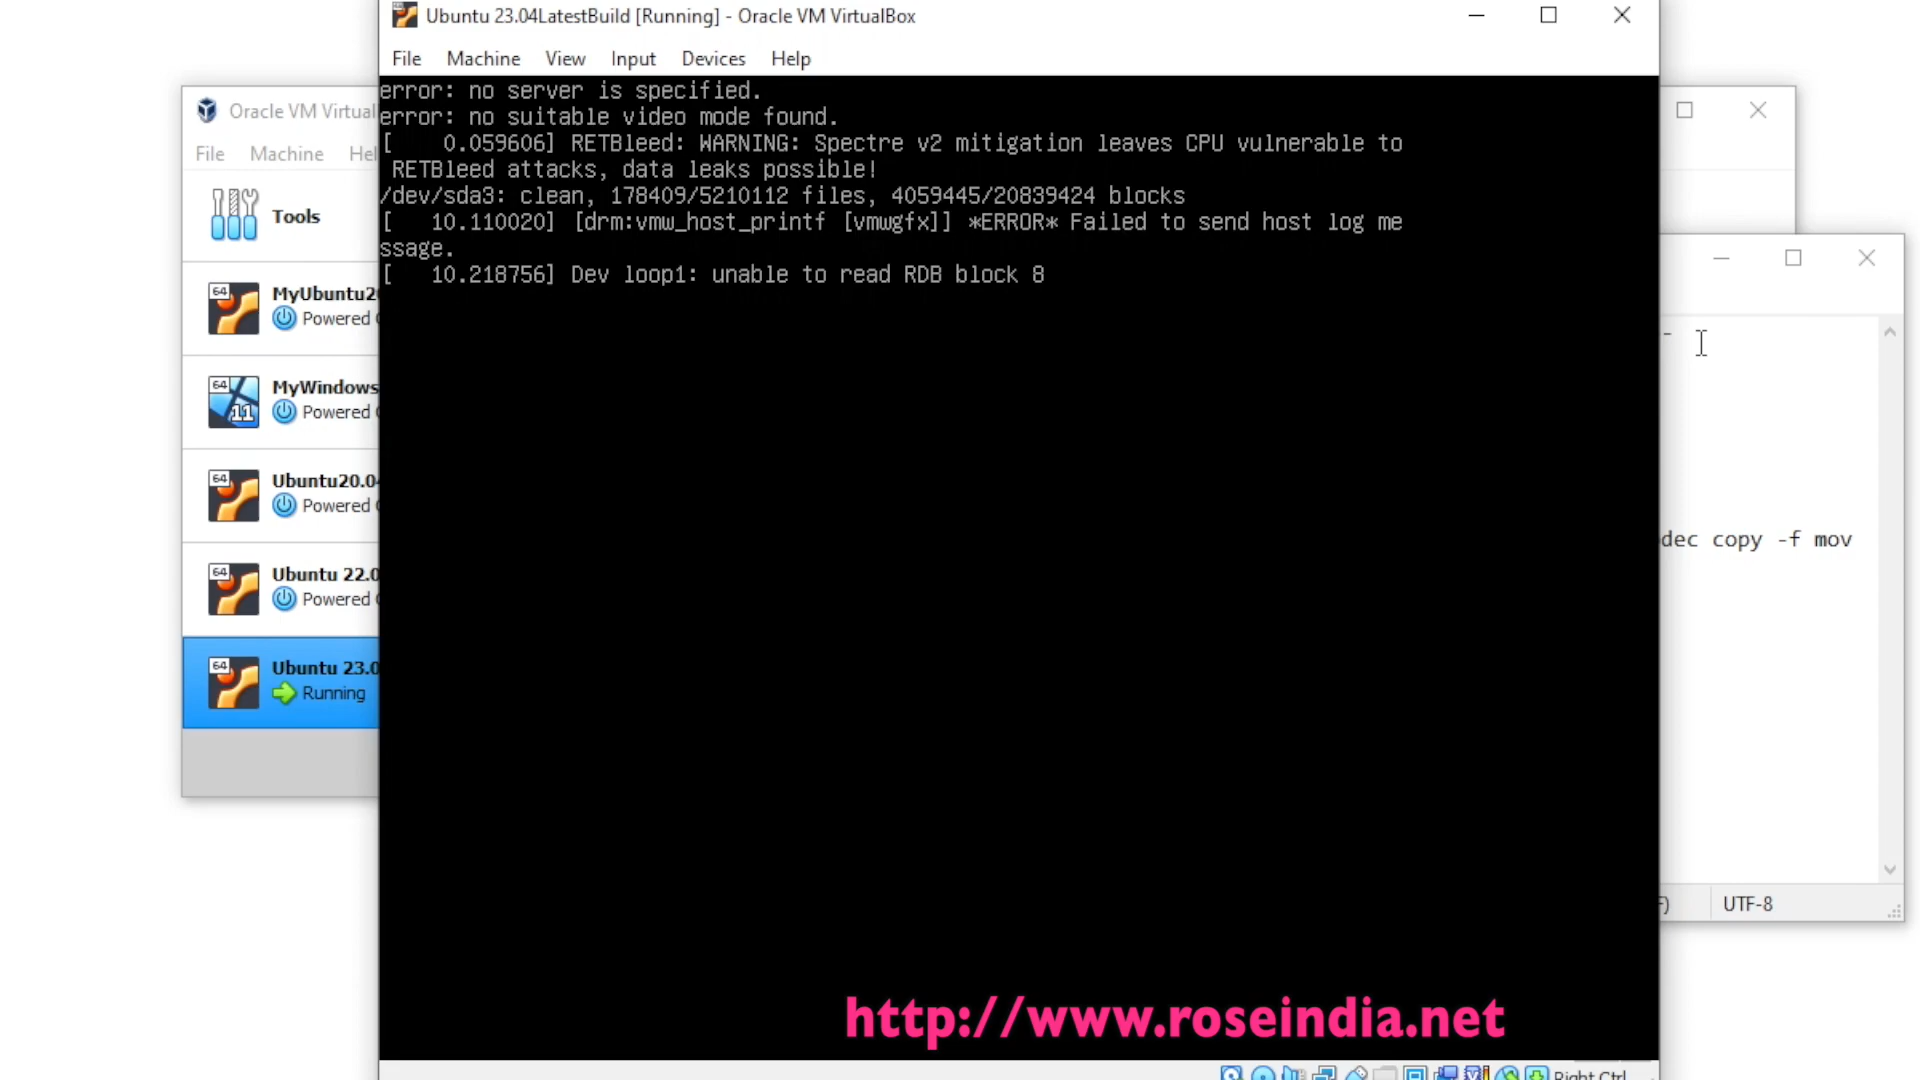 Ubuntu 23.04LatestBuild [Running] - Oracle VM VirtualBox
File Machine View Input Devices Help
error: no server is specified.
error: no suitable video mode found.
[    0.059606] RETBleed: WARNING: Spectre v2 mitigation leaves CPU vulnerable to
RETBleed attacks, data leaks possible!
/dev/sda3: clean, 178409/5210112 files, 4059445/20839424 blocks
[   10.110020] [drm:vmw_host_printf [vmwgfx]] *ERROR* Failed to send host log me
ssage.
[   10.218756] Dev loop1: unable to read RDB block 8
Oracle VM Virtual
File Machine Hel
Tools
64
MyUbuntu20
Powered
64
11
MyWindows
Powered
64
Ubuntu20.04
Powered
64
Ubuntu 22.0
Powered
64
Ubuntu 23.0
Running
-
dec copy -f mov
F) UTF-8
http://www.roseindia.net
Right Ctrl